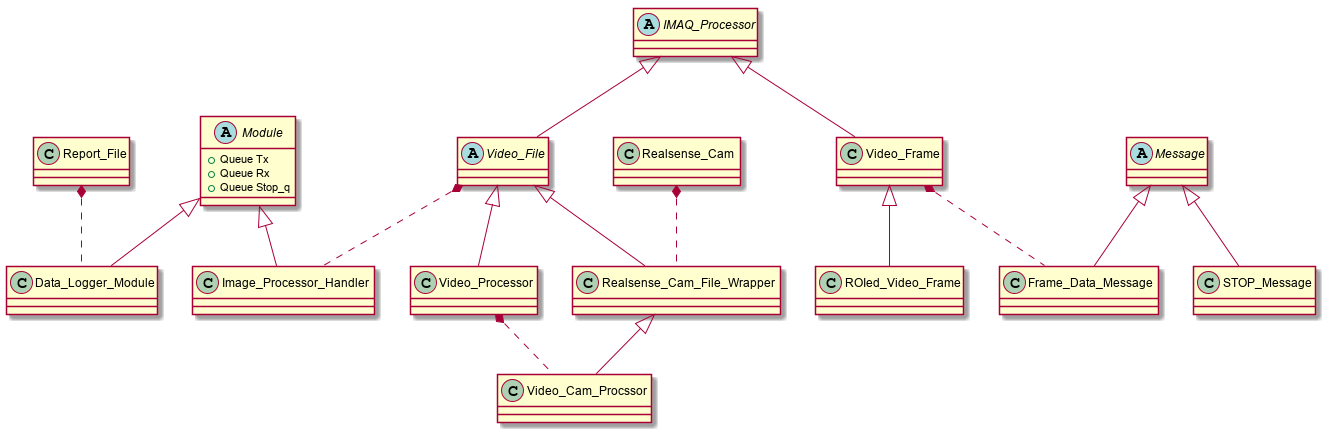 A IMAQ_Processor
C Report_File
A Module
Queue Tx
Queue Rx
Queue Stop_q
A Video_File
C Realsense_Cam
C Video_Frame
A Message
C Data_Logger_Module
C Image_Processor_Handler
C Video_Processor
C Realsense_Cam_File_Wrapper
C ROIed_Video_Frame
C Frame_Data_Message
C STOP_Message
C Video_Cam_Procssor